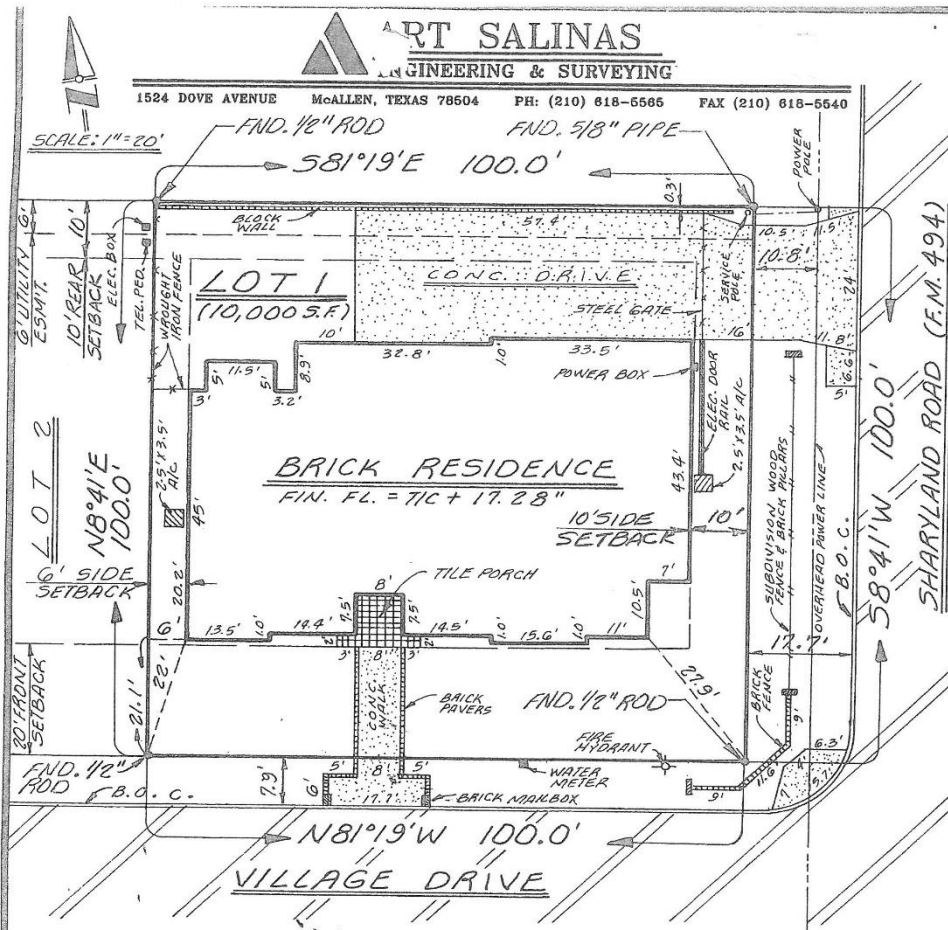 ART SALINAS
ENGINEERING & SURVEYING
1524 DOVE AVENUE McALLEN, TEXAS 78504 PH: (210) 618-5565 FAX (210) 618-5540
SCALE: 1"=20'
FND. 1/2" ROD
FND. 5/8" PIPE
POWER POLE
S81°19'E 100.0'
0.3'
BLOCK WALL
57.4'
10.5'
11.5'
6'
6' UTILITY ESMT.
10'
10' REAR SETBACK
ELEC. BOX
TEL. PED.
WROUGHT IRON FENCE
LOT 1
(10,000 S.F.)
CONC. DRIVE
STEEL GATE
SERVICE POLE
10.8'
24
16'
11.8'
6.6'
5'
SHARYLAND ROAD (F.M. 494)
10'
32.8'
1.0'
33.5'
POWER BOX
11.5'
5'
5'
8.9'
3'
3.2'
ELEC. DOOR RAIL
2.5'X3.5' A/C
LOT 2
N8°41'E
100.0'
2.5'X3.5' A/C
45'
BRICK RESIDENCE
FIN. FL. = T/C + 17.28"
43.4'
10' SIDE SETBACK
10'
SUBDIVISION WOOD FENCE & BRICK PILLARS
OVERHEAD POWER LINE
B.O.C.
S8°41'W 100.0'
6' SIDE SETBACK
20.2'
TILE PORCH
8'
7.5'
7.5'
7'
10.5'
6'
13.5'
1.0'
14.4'
14.5'
1.0'
15.6'
1.0'
11'
2'
3'
8'
3'
2'
17.7'
20' FRONT SETBACK
21.1'
22'
CONC. WALK
BRICK PAVERS
27.9'
FND. 1/2" ROD
BRICK FENCE
9'
FND. 1/2" ROD
B.O.C.
7.9'
6'
5'
8'
5'
17.7'
FIRE HYDRANT
WATER METER
BRICK MAILBOX
9'
11.6'
6.3'
7'
5.7'
N81°19'W 100.0'
VILLAGE DRIVE